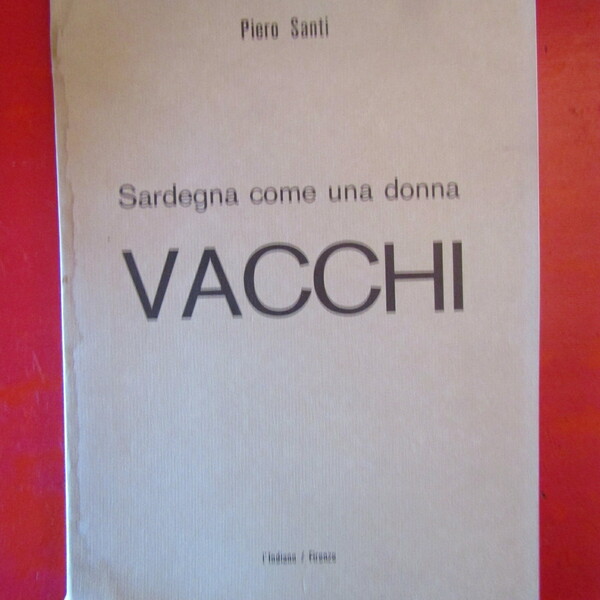 Piero Santi
Sardegna come una donna
VACCHI
l'Indiano / Firenze